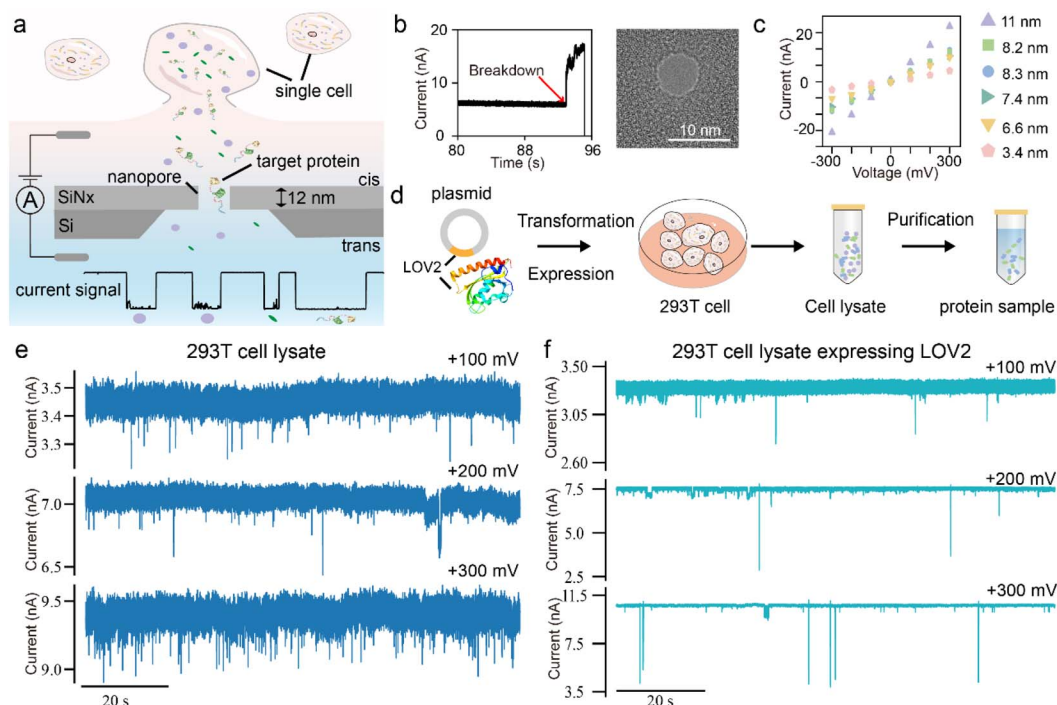 a
single cell
target protein
nanopore
cis
SiNx
12 nm
A
Si
trans
current signal
b
Current (nA)
20
10
0
Breakdown
80
88
96
Time (s)
10 nm
c
Current (nA)
20
10
0
10
-20
-300
-150
0
150
300
Voltage (mV)
11 nm
8.2 nm
8.3 nm
7.4 nm
6.6 nm
3.4 nm
d
plasmid
LOV2
Transformation
Expression
293T cell
Cell lysate
Purification
protein sample
e
293T cell lysate
+100 mV
Current (nA)
3.5
3.4
3.2
+200 mV
Current (nA)
7.0
6.5
+300 mV
Current (nA)
9.5
9.0
20 s
f
293T cell lysate expressing LOV2
+100 mV
Current (nA)
3.50
3.05
2.60
+200 mV
Current (nA)
7.5
5.0
2.5
+300 mV
Current (nA)
11.5
7.5
3.5
20 s